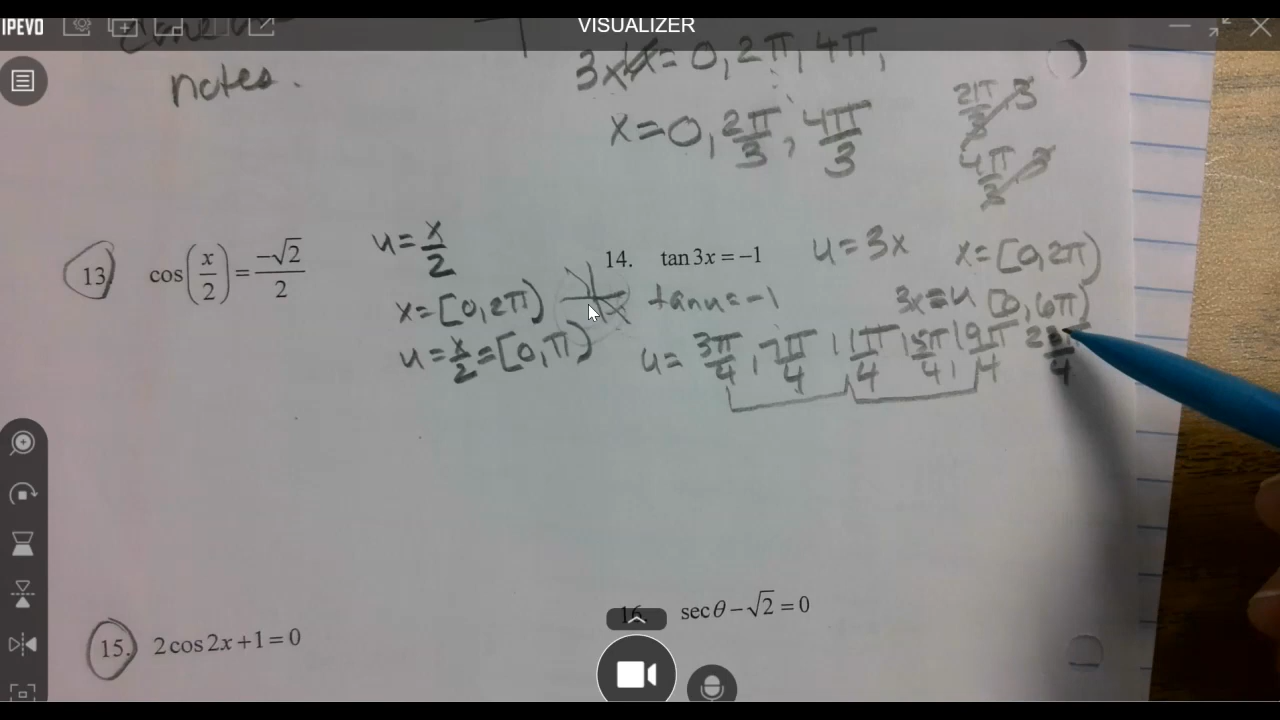 IPEVO
VISUALIZER
notes.
3x = 0, 2π, 4π,
x = 0, 2π/3, 4π/3
2π/3 · 3
4π/3 · 3
13. cos(x/2) = -√2/2
u = x/2
x = [0, 2π)
u = x/2 = [0, π)
14. tan 3x = -1
u = 3x
x = [0, 2π)
tan u = -1
3x = u [0, 6π)
u = 3π/4, 7π/4, 11π/4, 15π/4, 19π/4
15. 2 cos 2x + 1 = 0
16. sec θ - √2 = 0